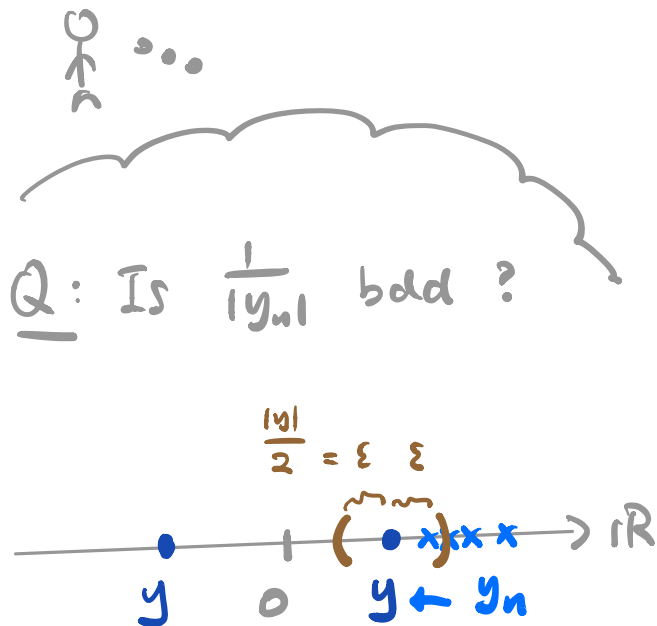 Q: Is 1/|yₙ| bdd ?
|y|/2 = ε ε
( ) ℝ
y 0 y ← yₙ